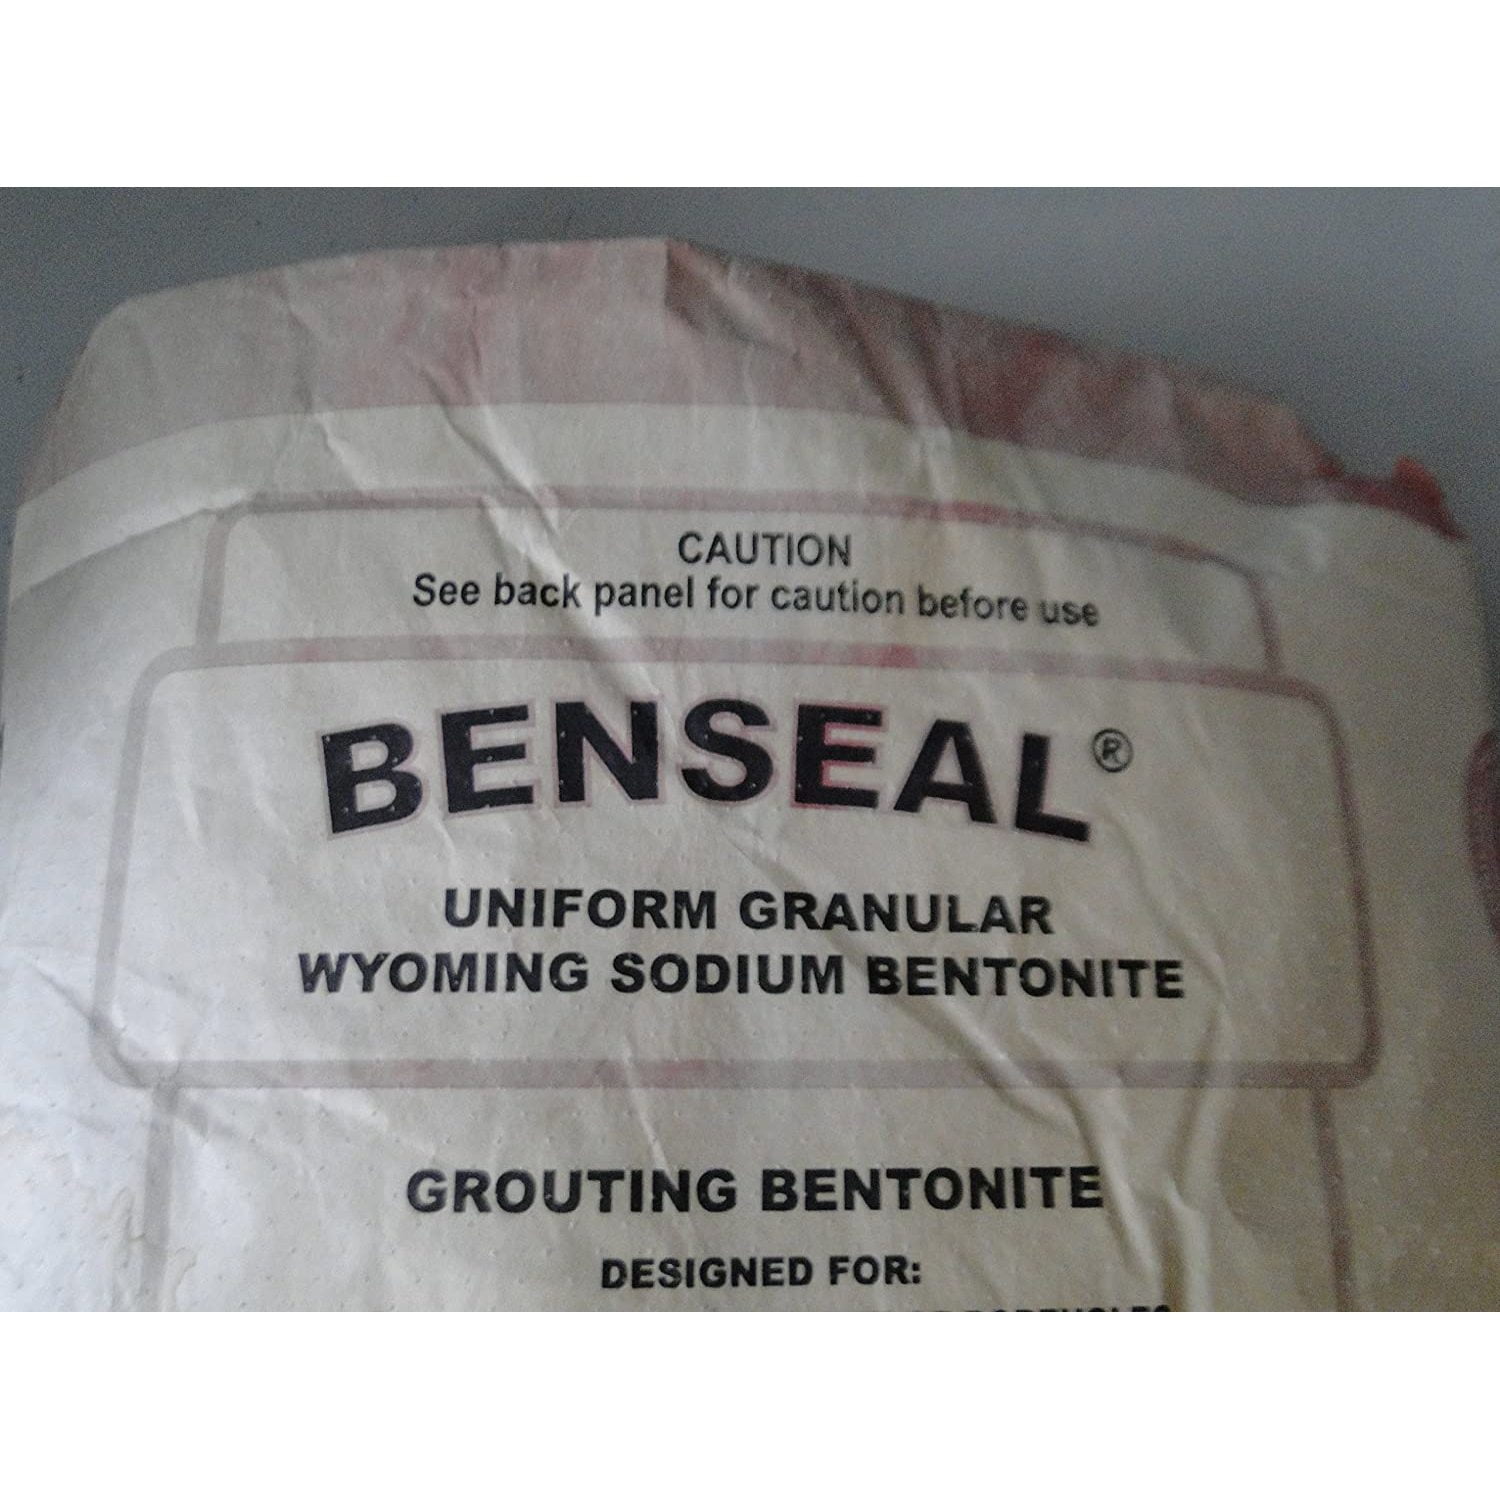 CAUTION
See back panel for caution before use
BENSEAL®
UNIFORM GRANULAR
WYOMING SODIUM BENTONITE
GROUTING BENTONITE
DESIGNED FOR: